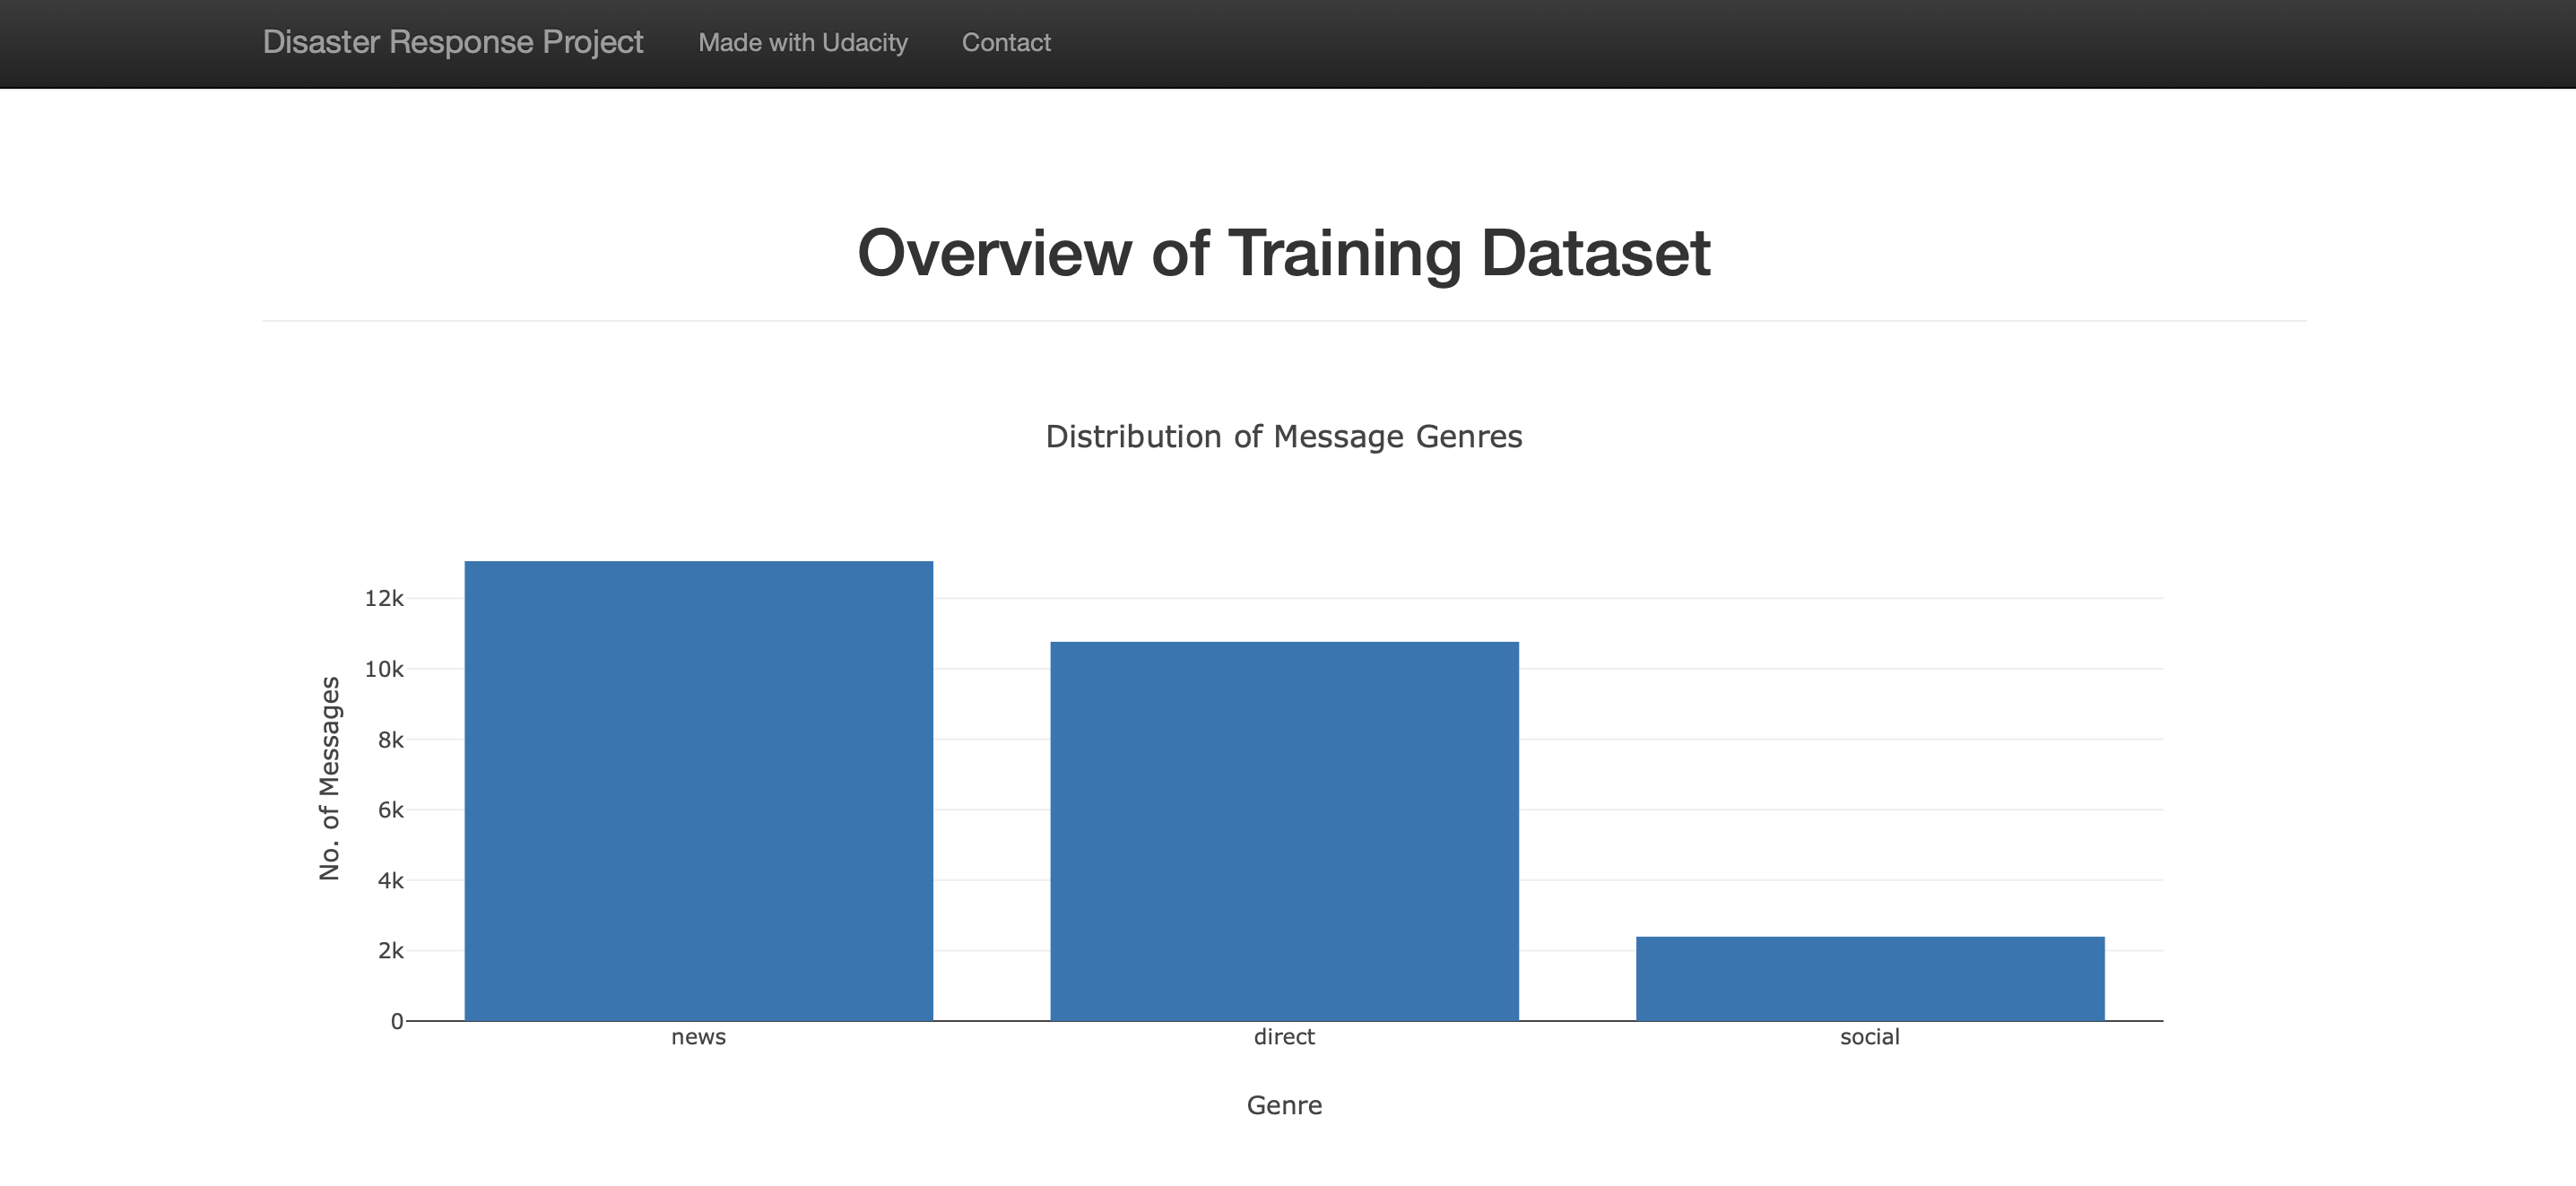 Disaster Response Project Made with Udacity Contact
Overview of Training Dataset
Distribution of Message Genres
12k
10k
8k
6k
4k
2k
0
No. of Messages
news direct social
Genre